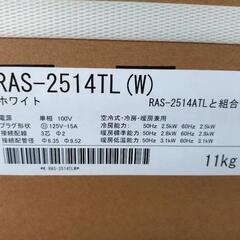 RAS-2514TL(W)
ホワイト
RAS-2514ATLと組合
電源 単相 100V
プラグ形状 125V-15A
接続配線 3芯 Φ2
接続配管径 Φ6.35 Φ9.52
空冷式・冷房・暖房兼用
冷房能力: 50Hz 2.5kW 60Hz 2.5kW
暖房標準能力: 50Hz 2.8kW 60Hz 2.8kW
暖房低温能力: 50Hz 3.1kW 60Hz 3.1kW
11kg
*K RAS-2514TLW*